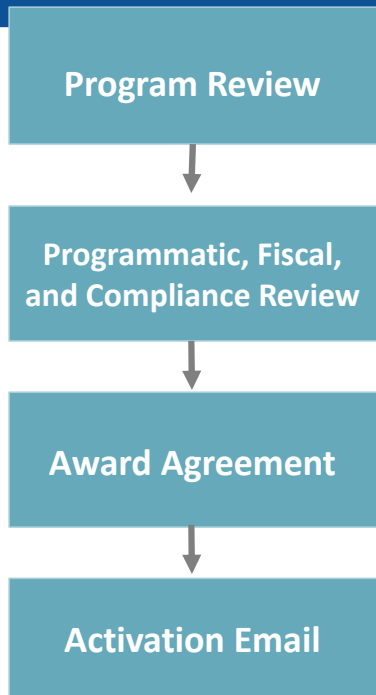 Program Review
Programmatic, Fiscal,
and Compliance Review
Award Agreement
Activation Email